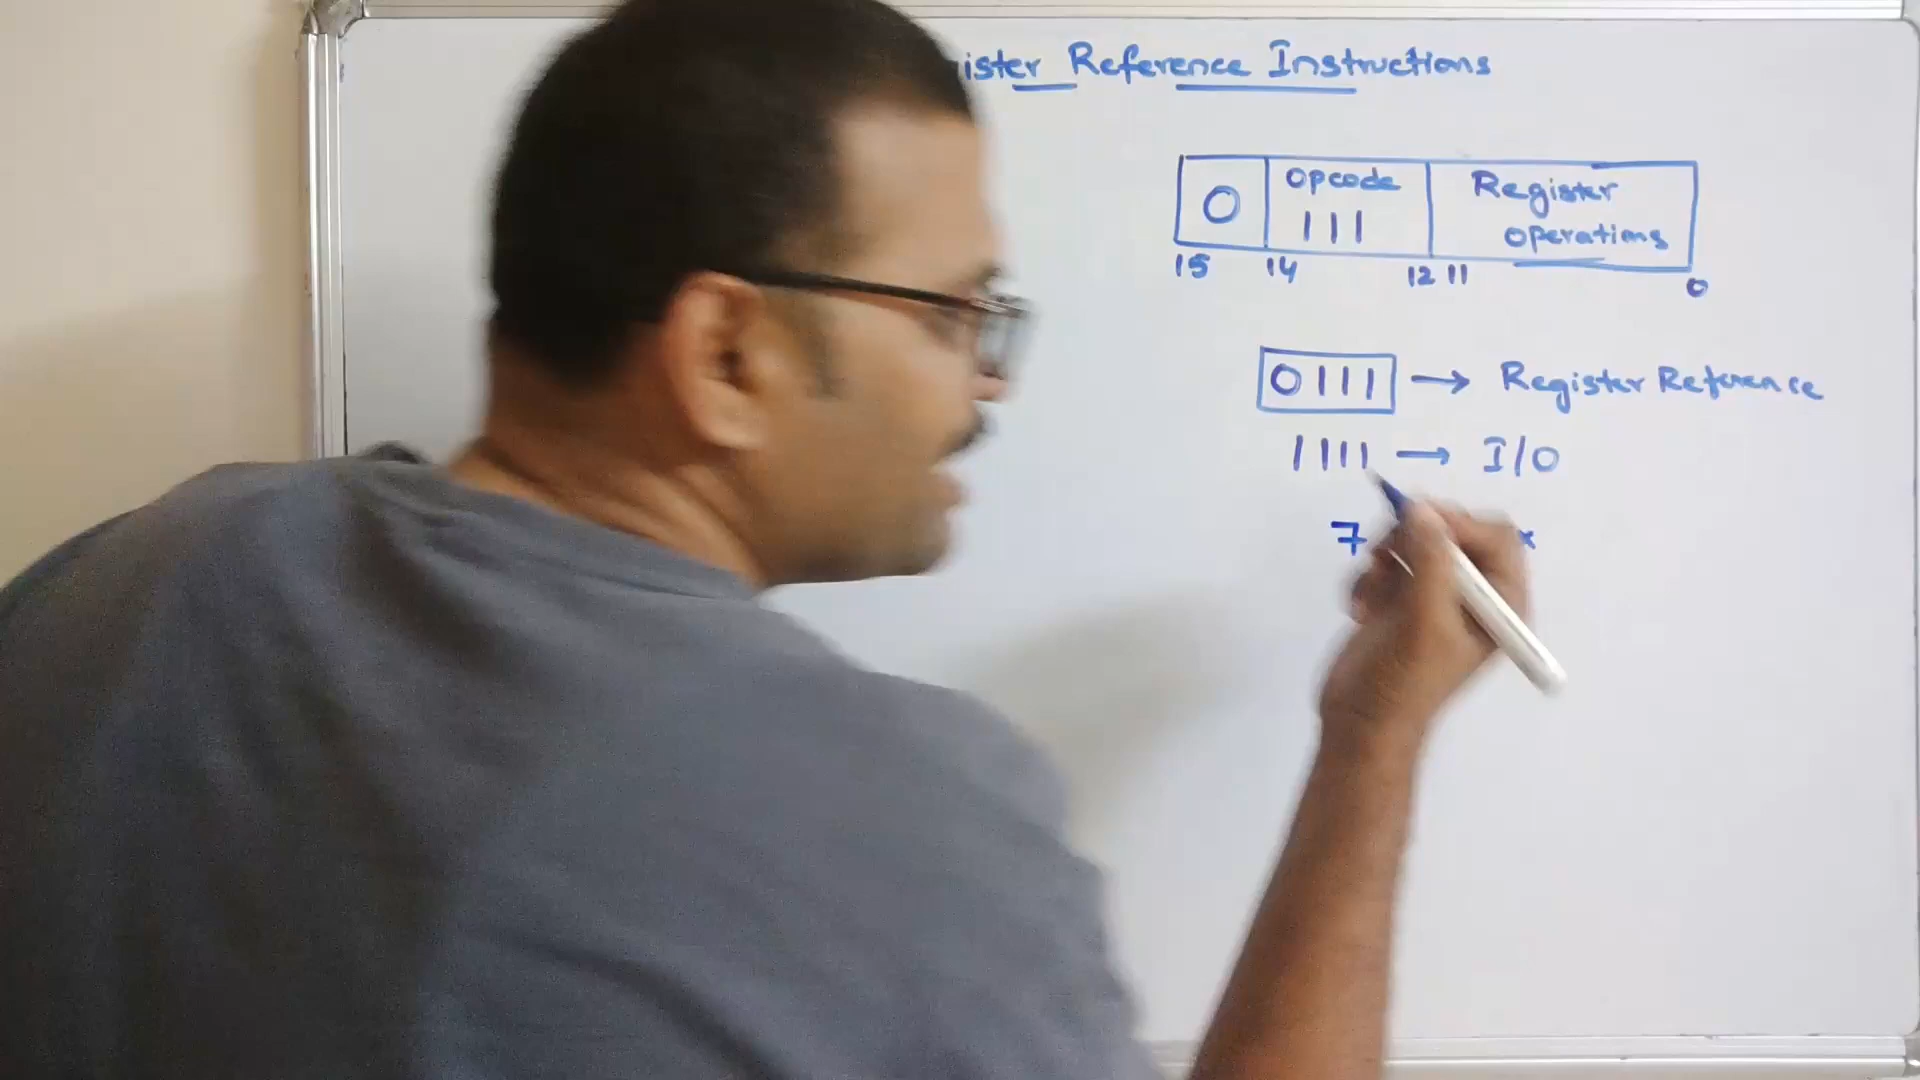 ister Reference Instructions
0 opcode 111 Register operations
15 14 12 11 0
0111 → Register Reference
1111 → I/O
7 x